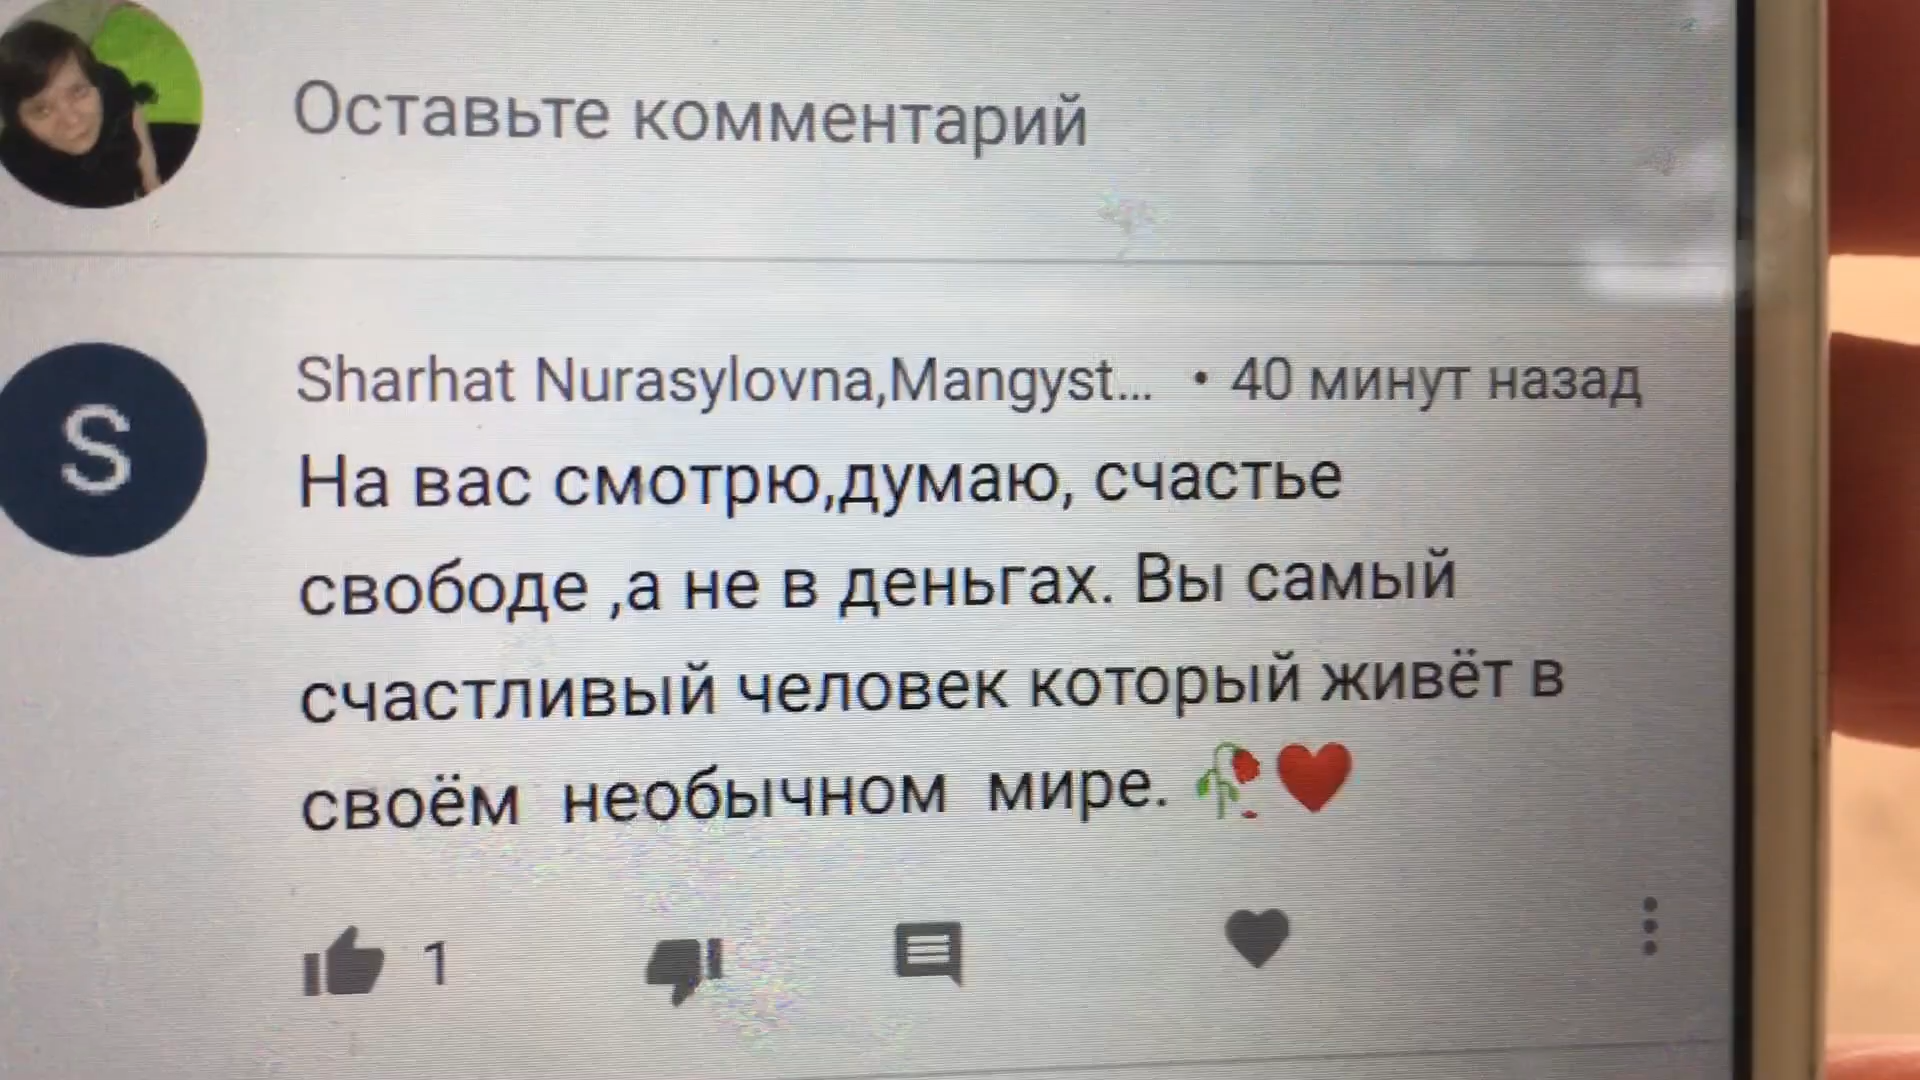 Оставьте комментарий
S
Sharhat Nurasylovna,Mangyst... • 40 минут назад
На вас смотрю,думаю, счастье
свободе ,а не в деньгах. Вы самый
счастливый человек который живёт в
своём необычном мире. 🥀❤️
1